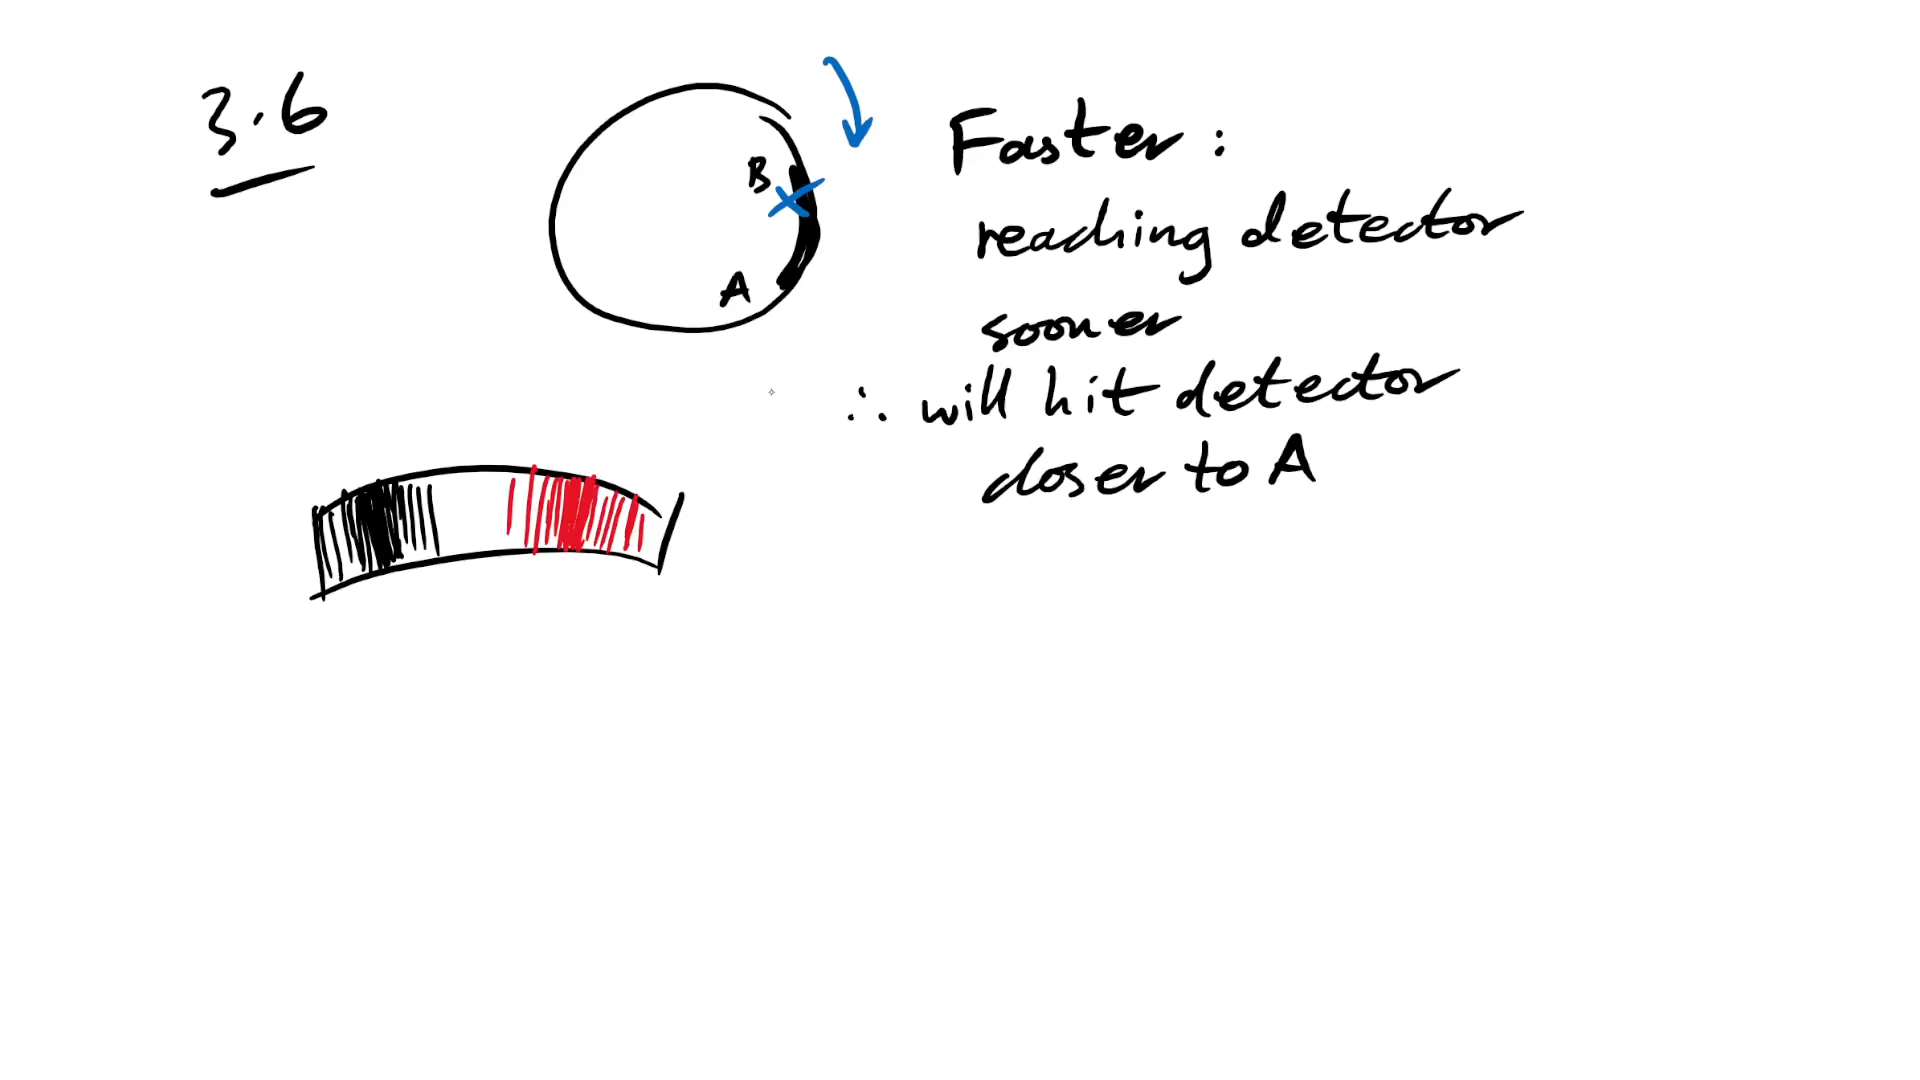 3.6
B
A
Faster:
reaching detector
sooner
∴ will hit detector
closer to A